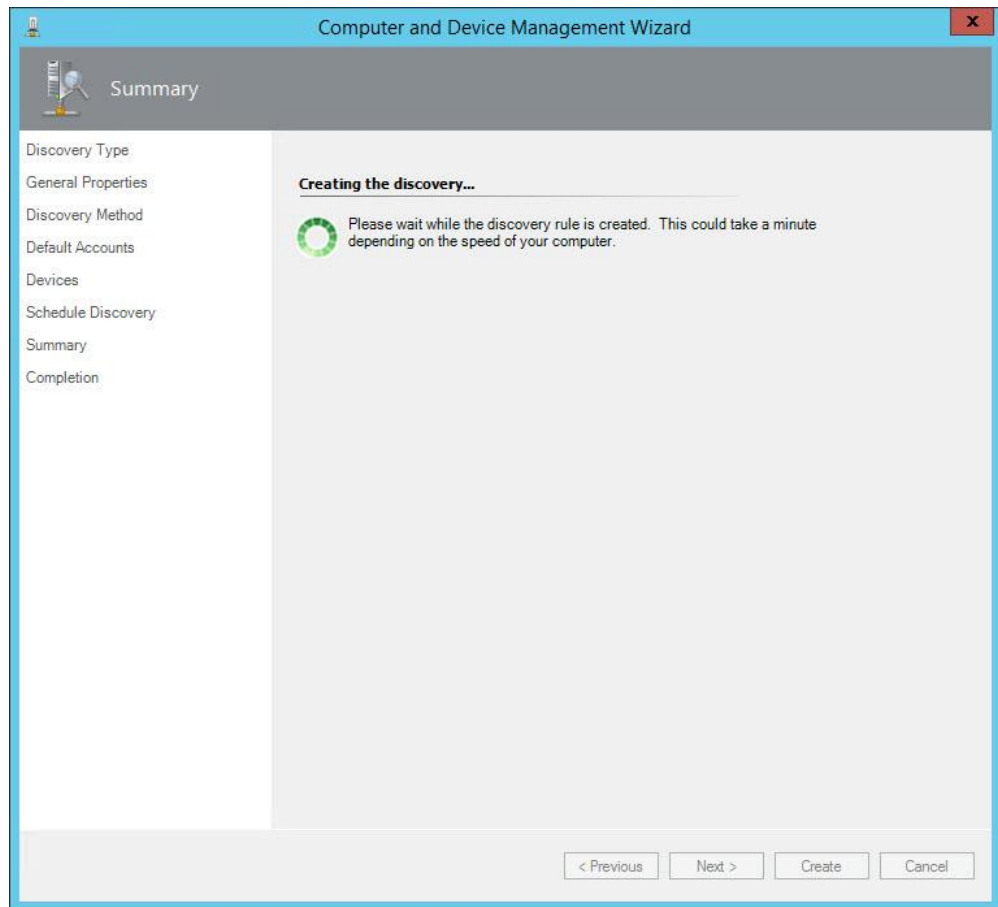 Computer and Device Management Wizard
x
Summary
Discovery Type
General Properties
Discovery Method
Default Accounts
Devices
Schedule Discovery
Summary
Completion
Creating the discovery...
Please wait while the discovery rule is created.  This could take a minute
depending on the speed of your computer.
< Previous
Next >
Create
Cancel